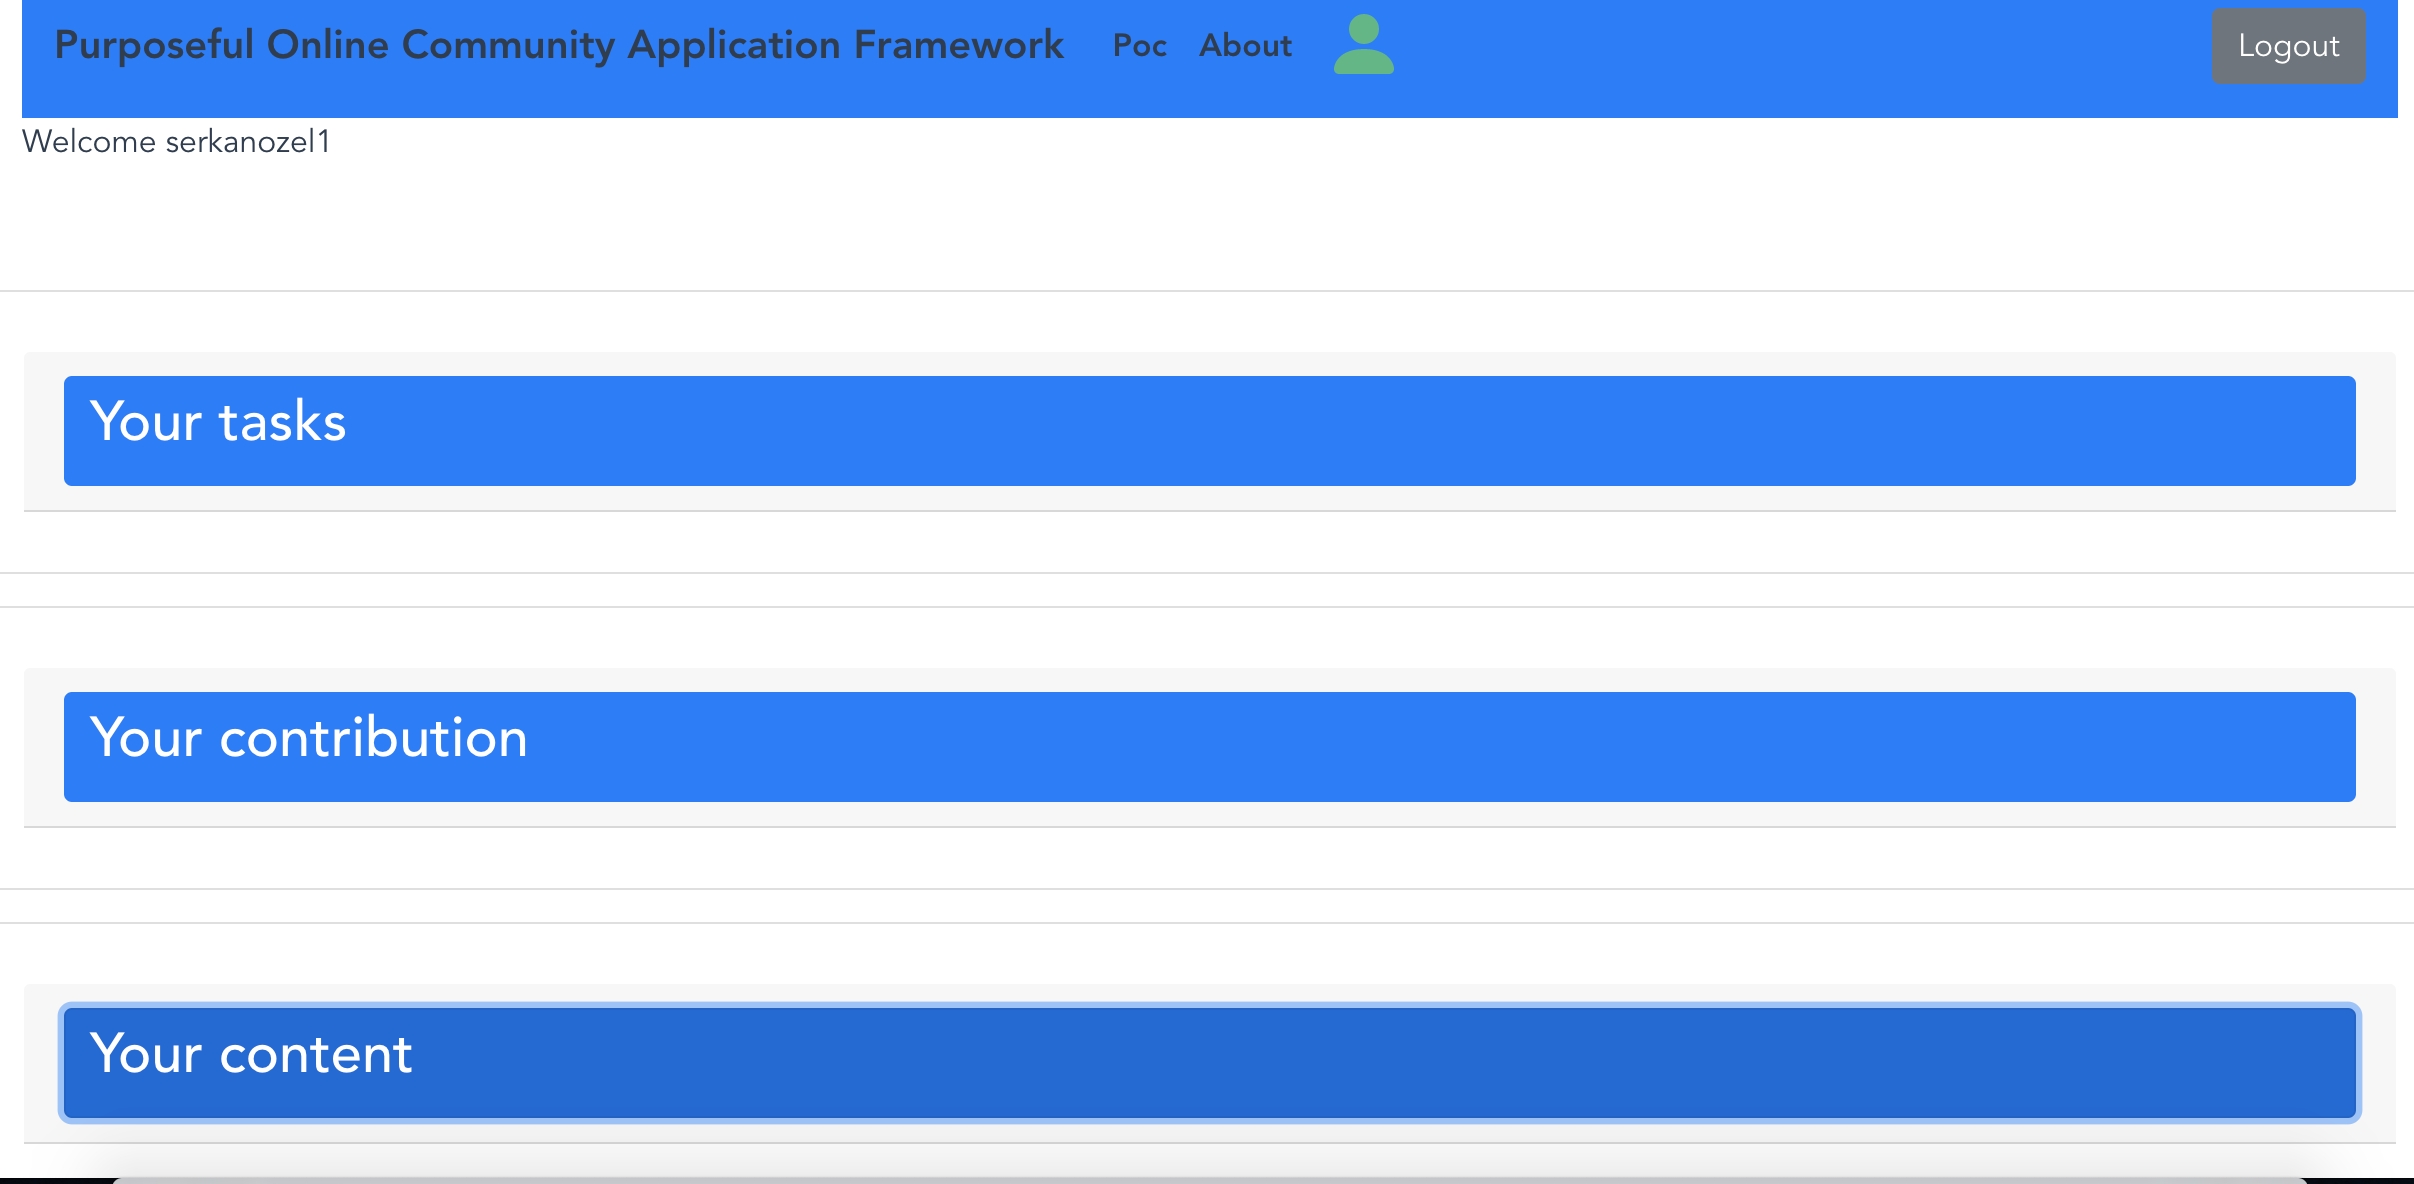 Purposeful Online Community Application Framework Poc About Logout
Welcome serkanozel1
Your tasks
Your contribution
Your content